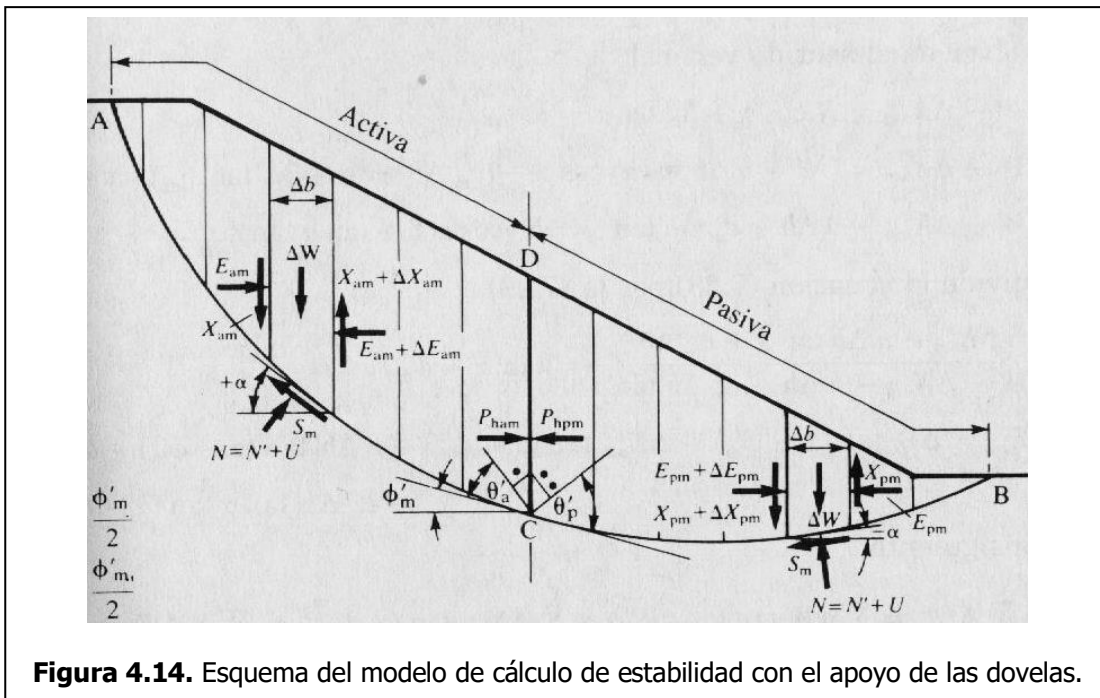 Activa
A
Δb
D
ΔW
E_am
X_am + ΔX_am
Pasiva
X_am
E_am + ΔE_am
+α
P_ham
P_hpm
Δb
S_m
E_pm + ΔE_pm
X_pm
N = N' + U
ϕ'_m
θ'_a
θ'_p
X_pm + ΔX_pm
ΔW
B
C
−α
E_pm
ϕ'_m
2
S_m
ϕ'_m,
2
N = N' + U
Figura 4.14. Esquema del modelo de cálculo de estabilidad con el apoyo de las dovelas.